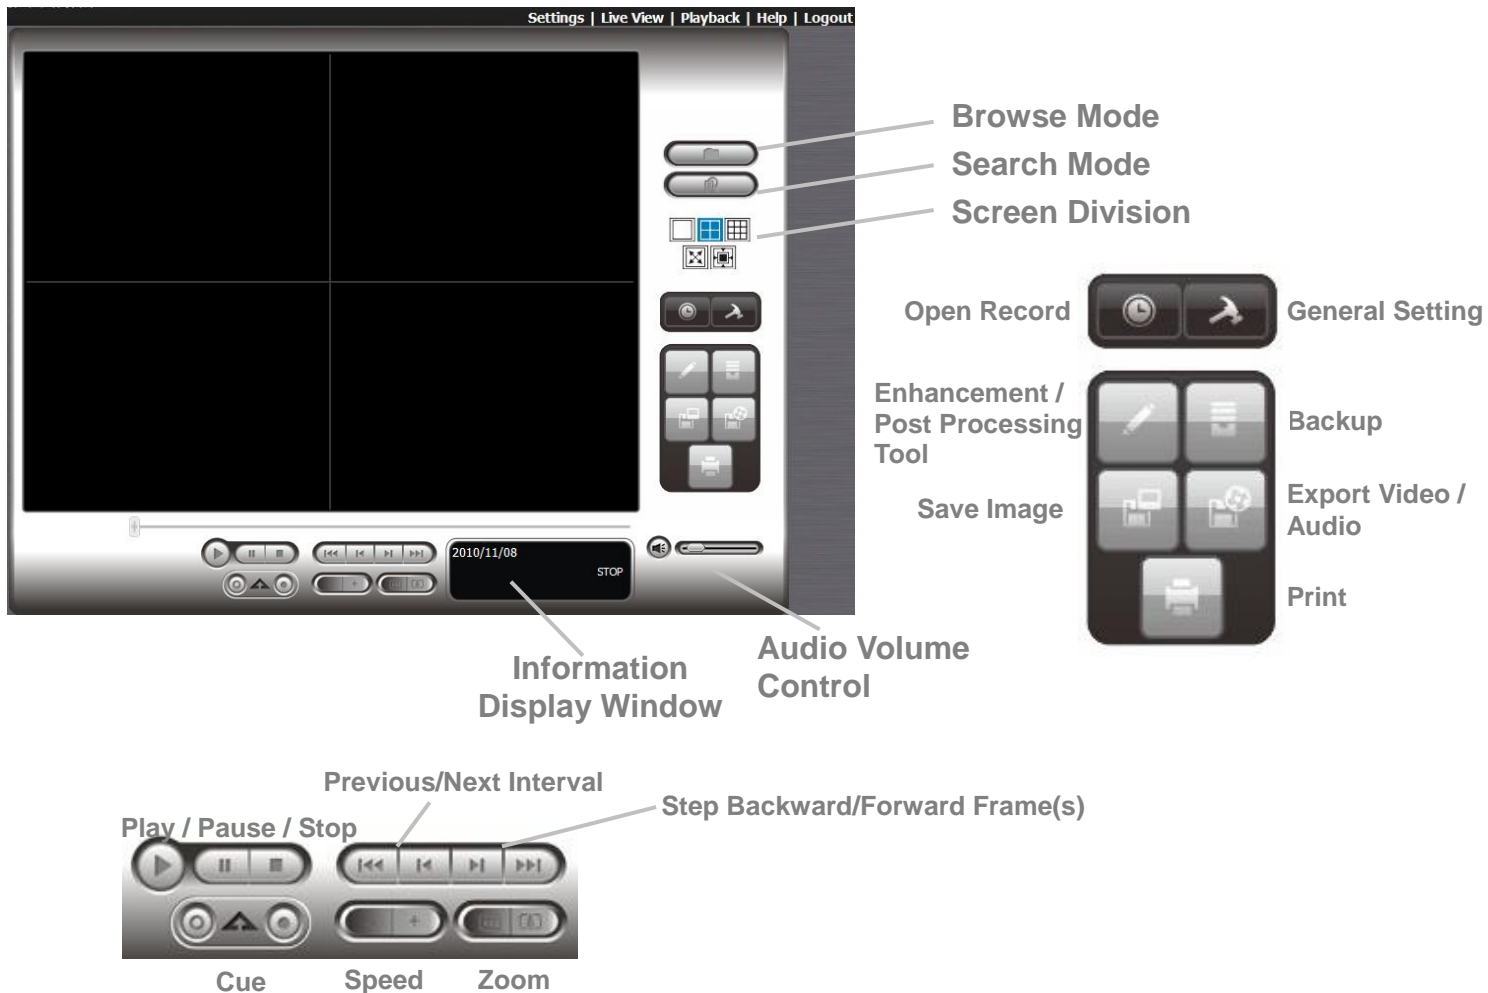 Settings | Live View | Playback | Help | Logout
Browse Mode
Search Mode
Screen Division
Open Record
General Setting
Enhancement /
Post Processing
Tool
Backup
Save Image
Export Video /
Audio
Print
2010/11/08
STOP
Audio Volume
Control
Information
Display Window
Previous/Next Interval
Step Backward/Forward Frame(s)
Play / Pause / Stop
Cue
Speed
Zoom